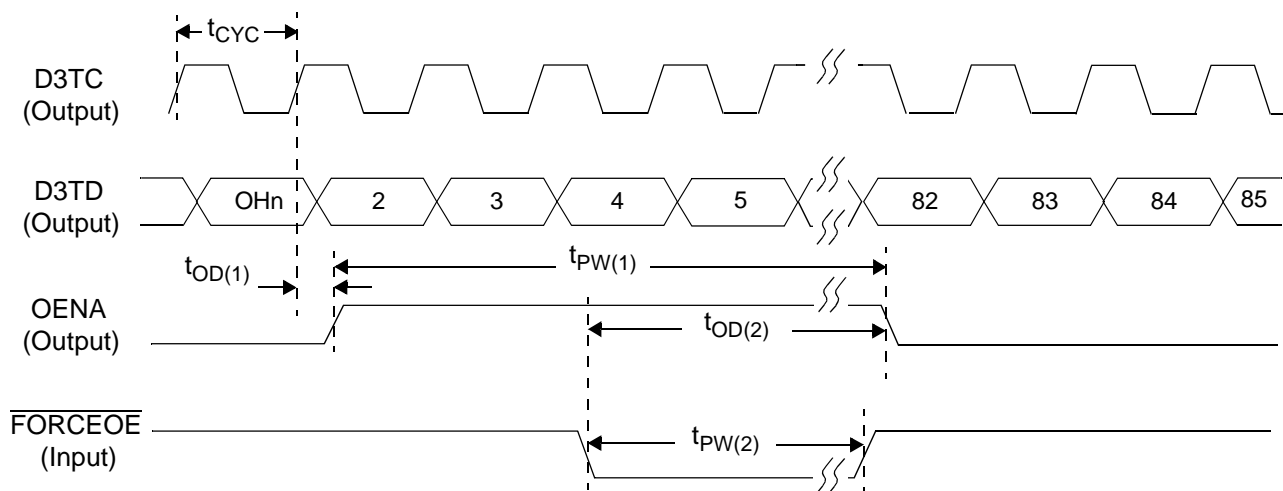 tCYC
D3TC
(Output)
D3TD
(Output)
OHn
2
3
4
5
82
83
84
85
tOD(1)
tPW(1)
OENA
(Output)
tOD(2)
FORCEOE
(Input)
tPW(2)